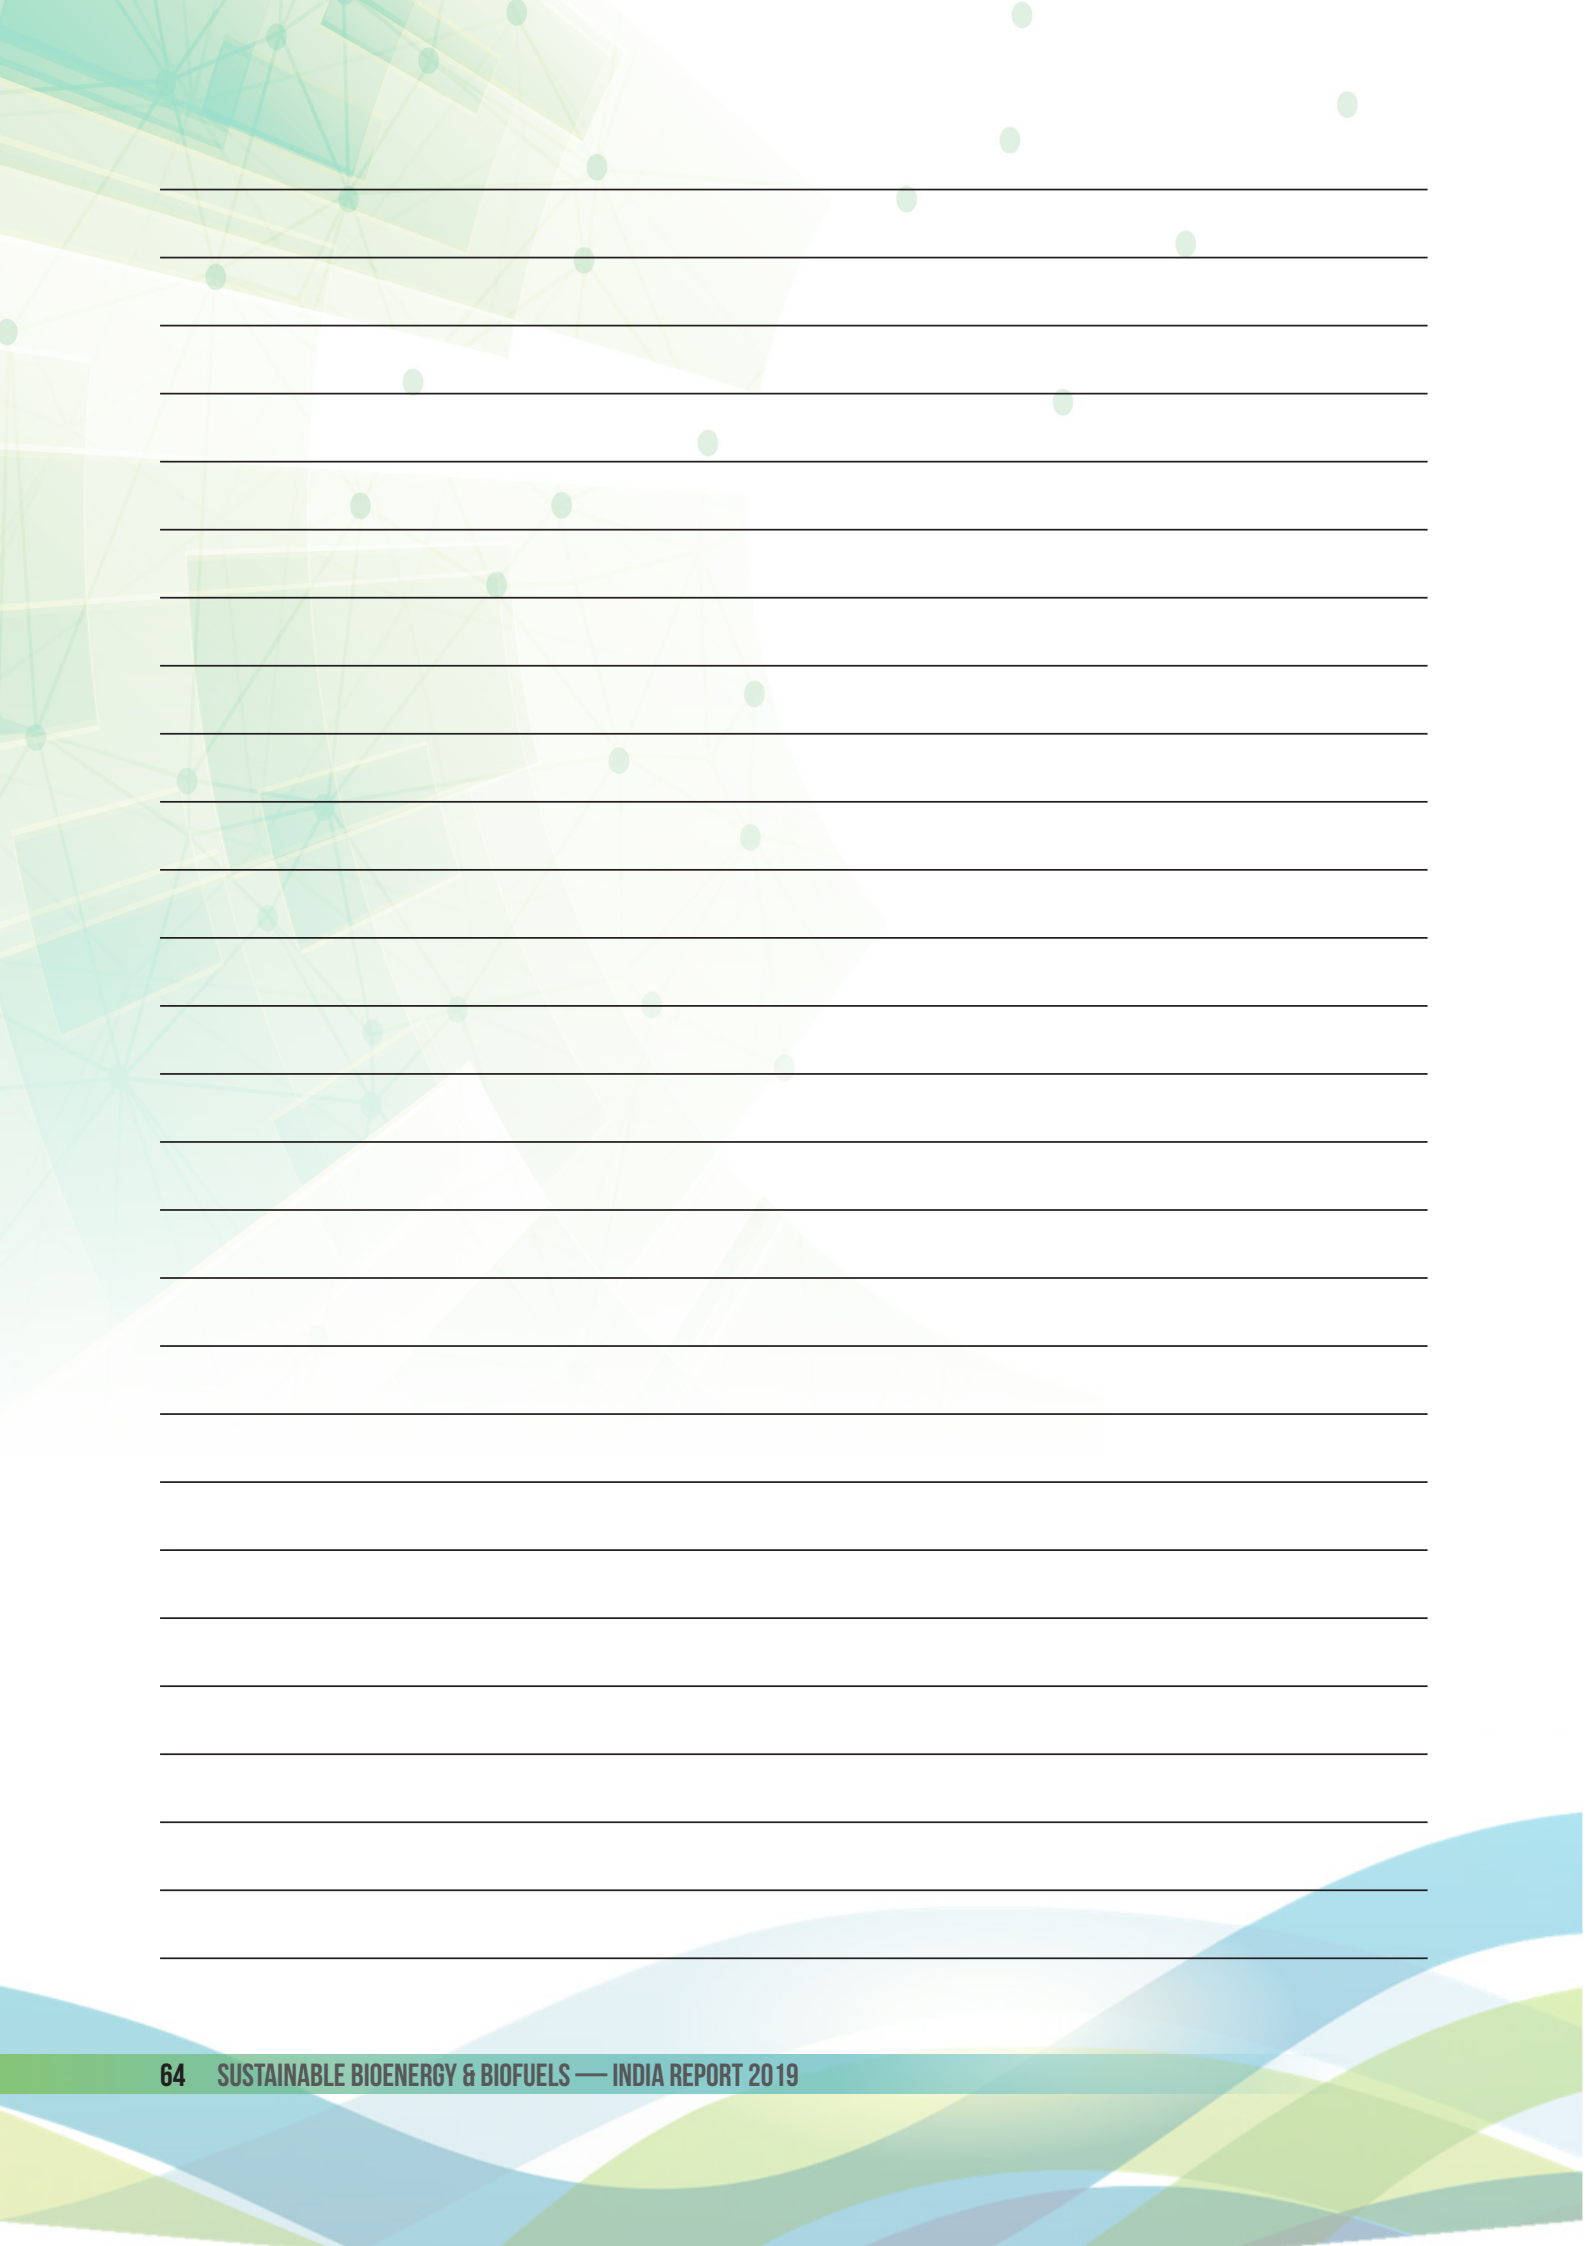 64 SUSTAINABLE BIOENERGY & BIOFUELS — INDIA REPORT 2019